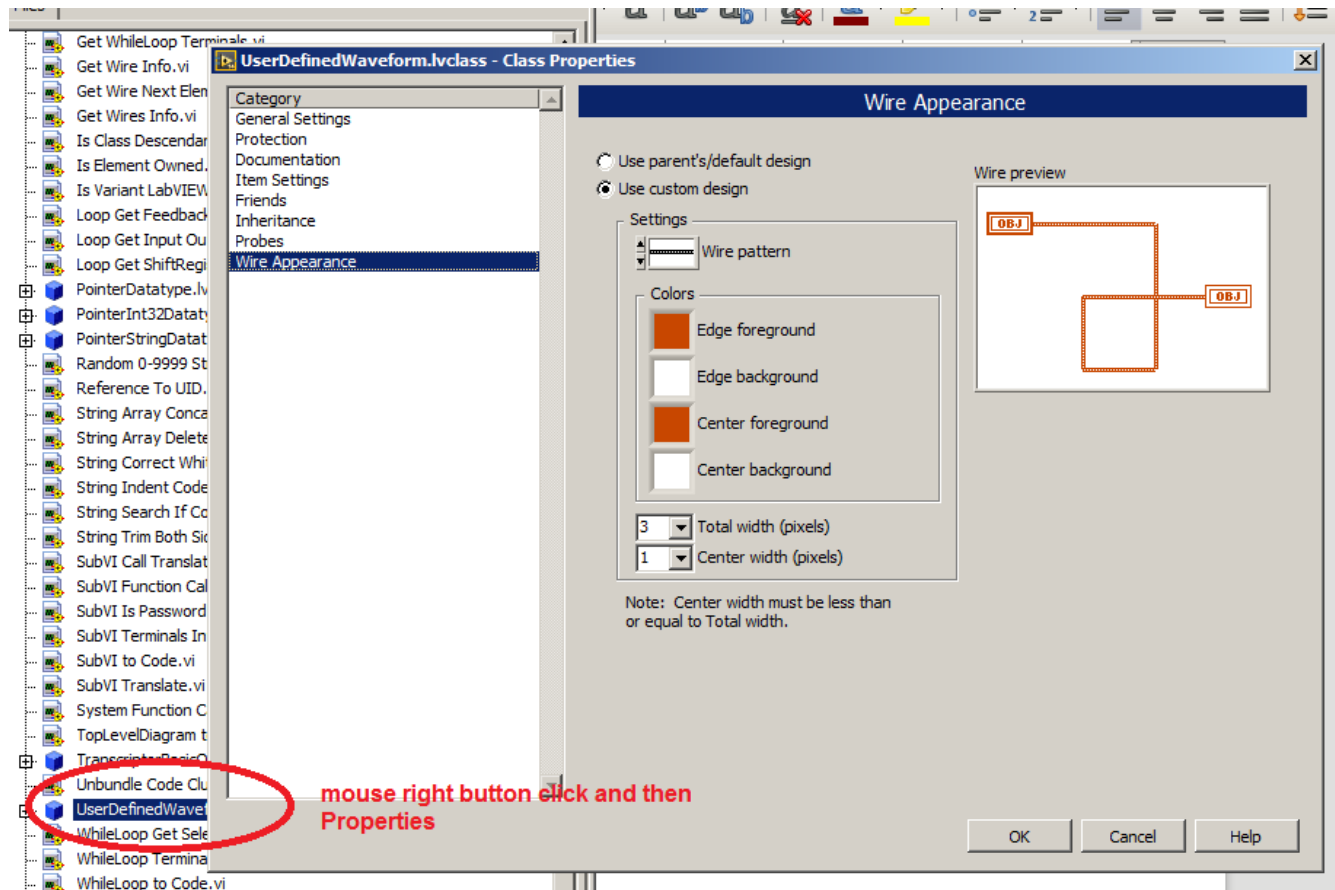 Files
Get WhileLoop Terminals.vi
Get Wire Info.vi
Get Wire Next Elem
Get Wires Info.vi
Is Class Descendar
Is Element Owned.
Is Variant LabVIEW
Loop Get Feedback
Loop Get Input Ou
Loop Get ShiftRegi
PointerDatatype.lv
PointerInt32Datat
PointerStringDatat
Random 0-9999 St
Reference To UID.
String Array Conca
String Array Delete
String Correct Whi
String Indent Code
String Search If Co
String Trim Both Sid
SubVI Call Translat
SubVI Function Cal
SubVI Is Password
SubVI Terminals In
SubVI to Code.vi
SubVI Translate.vi
System Function C
TopLevelDiagram t
TranscriptorBasicO
Unbundle Code Clu
UserDefinedWavef
WhileLoop Get Sele
WhileLoop Termina
WhileLoop to Code.vi
UserDefinedWaveform.lvclass - Class Properties
Category
General Settings
Protection
Documentation
Item Settings
Friends
Inheritance
Probes
Wire Appearance
Wire Appearance
Use parent's/default design
Use custom design
Settings
Wire pattern
Colors
Edge foreground
Edge background
Center foreground
Center background
3 Total width (pixels)
1 Center width (pixels)
Note: Center width must be less than
or equal to Total width.
Wire preview
OBJ
OBJ
mouse right button click and then
Properties
OK Cancel Help